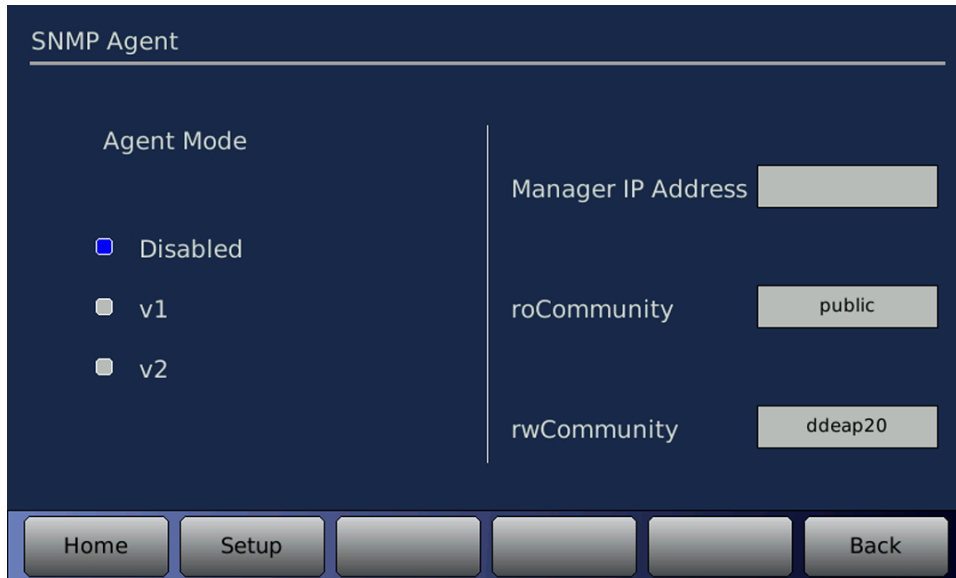 SNMP Agent
Agent Mode
Disabled
v1
v2
Manager IP Address
roCommunity public
rwCommunity ddeap20
Home Setup Back